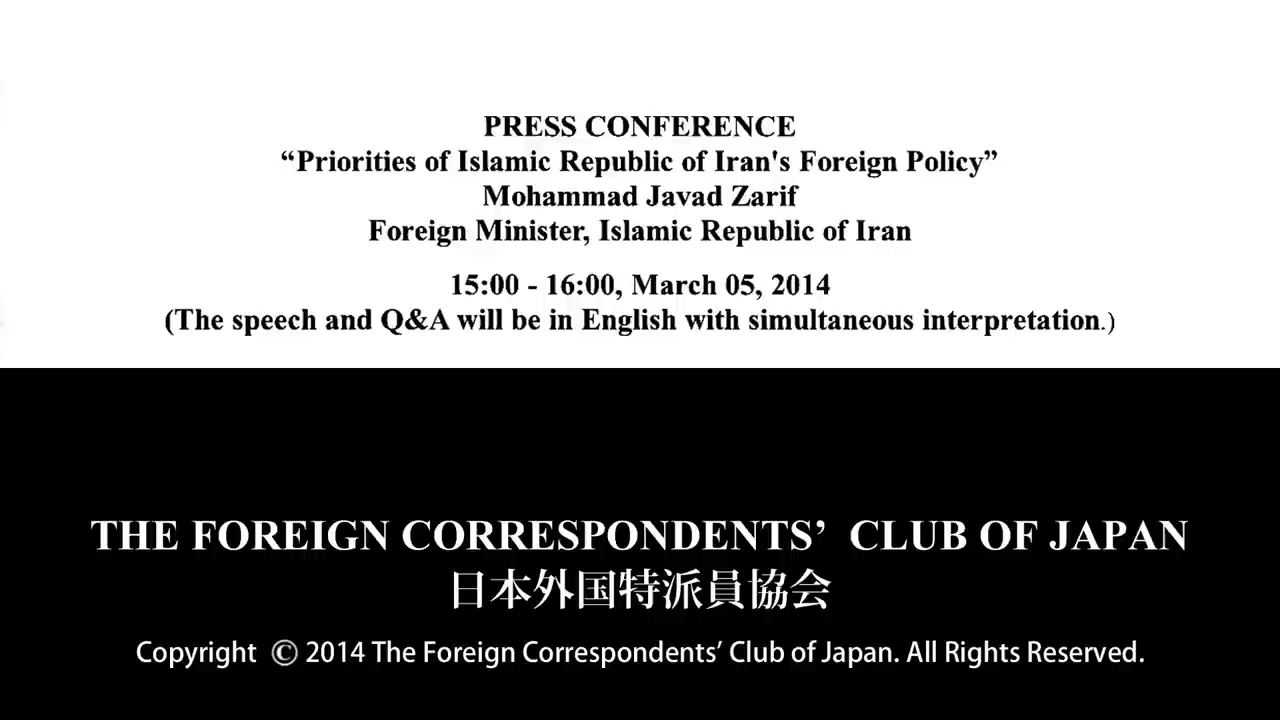 PRESS CONFERENCE
“Priorities of Islamic Republic of Iran's Foreign Policy”
Mohammad Javad Zarif
Foreign Minister, Islamic Republic of Iran
15:00 - 16:00, March 05, 2014
(The speech and Q&A will be in English with simultaneous interpretation.)
THE FOREIGN CORRESPONDENTS’ CLUB OF JAPAN
日本外国特派員協会
Copyright © 2014 The Foreign Correspondents’ Club of Japan. All Rights Reserved.